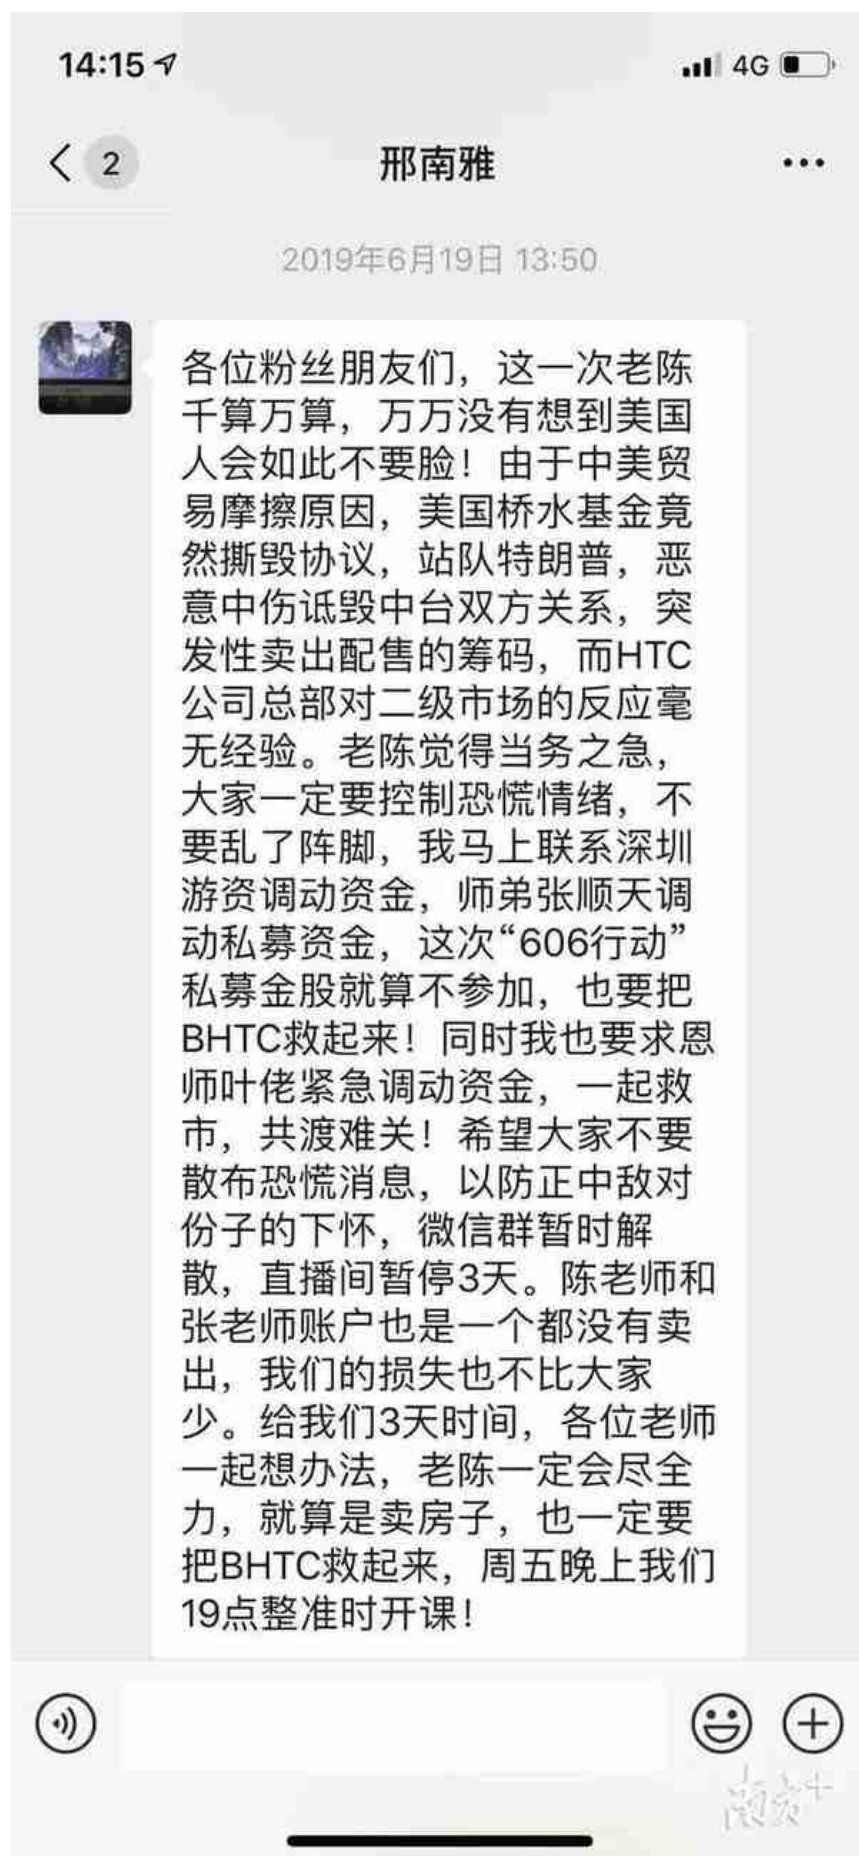 14:15
4G
2
邢南雅
2019年6月19日 13:50
各位粉丝朋友们，这一次老陈
千算万算，万万没有想到美国
人会如此不要脸！由于中美贸
易摩擦原因，美国桥水基金竟
然撕毁协议，站队特朗普，恶
意中伤诋毁中台双方关系，突
发性卖出配售的筹码，而HTC
公司总部对二级市场的反应毫
无经验。老陈觉得当务之急，
大家一定要控制恐慌情绪，不
要乱了阵脚，我马上联系深圳
游资调动资金，师弟张顺天调
动私募资金，这次“606行动”
私募金股就算不参加，也要把
BHTC救起来！同时我也要求恩
师叶佬紧急调动资金，一起救
市，共渡难关！希望大家不要
散布恐慌消息，以防正中敌对
份子的下怀，微信群暂时解
散，直播间暂停3天。陈老师和
张老师账户也是一个都没有卖
出，我们的损失也不比大家
少。给我们3天时间，各位老师
一起想办法，老陈一定会尽全
力，就算是卖房子，也一定要
把BHTC救起来，周五晚上我们
19点整准时开课！
南方+